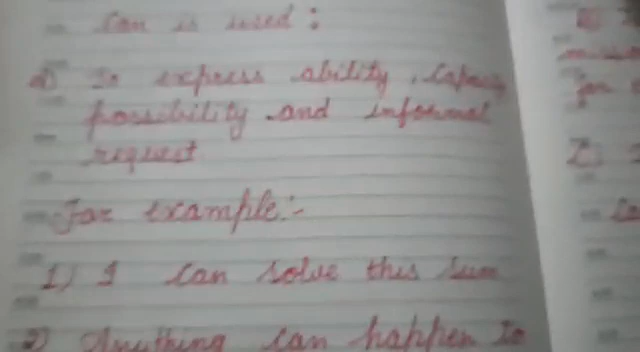 Can is used :
a) To express ability, capacity
possibility and informal
request
For example:-
1) I can solve this sum
2) Anything can happen to